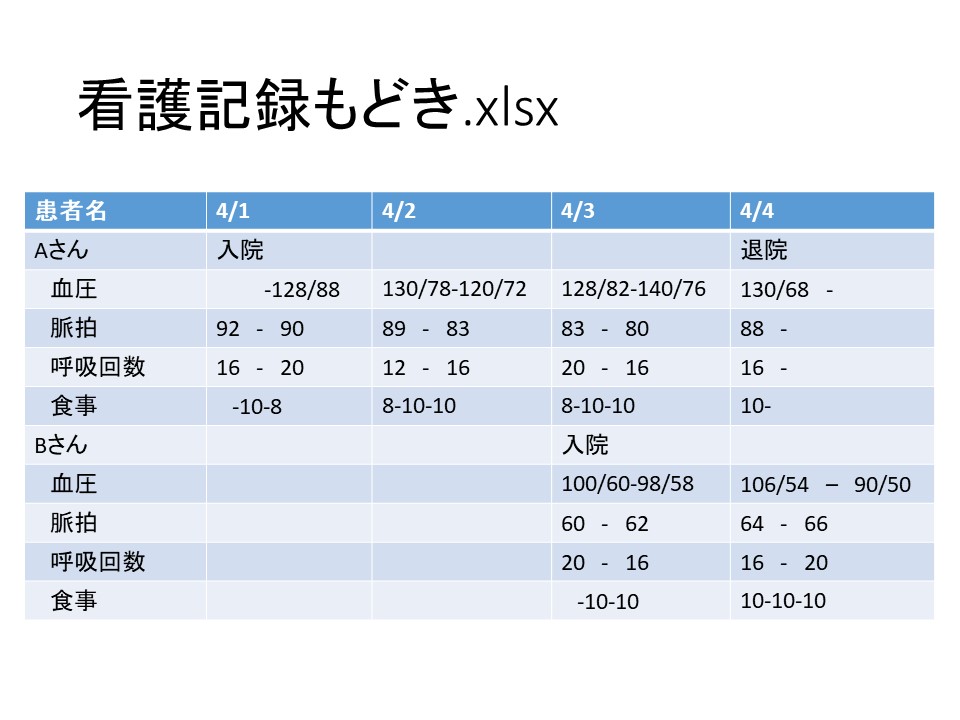 看護記録もどき.xlsx
患者名 4/1 4/2 4/3 4/4
Aさん 入院 退院
血圧 -128/88 130/78-120/72 128/82-140/76 130/68 -
脈拍 92 - 90 89 - 83 83 - 80 88 -
呼吸回数 16 - 20 12 - 16 20 - 16 16 -
食事 -10-8 8-10-10 8-10-10 10-
Bさん 入院
血圧 100/60-98/58 106/54 – 90/50
脈拍 60 - 62 64 - 66
呼吸回数 20 - 16 16 - 20
食事 -10-10 10-10-10